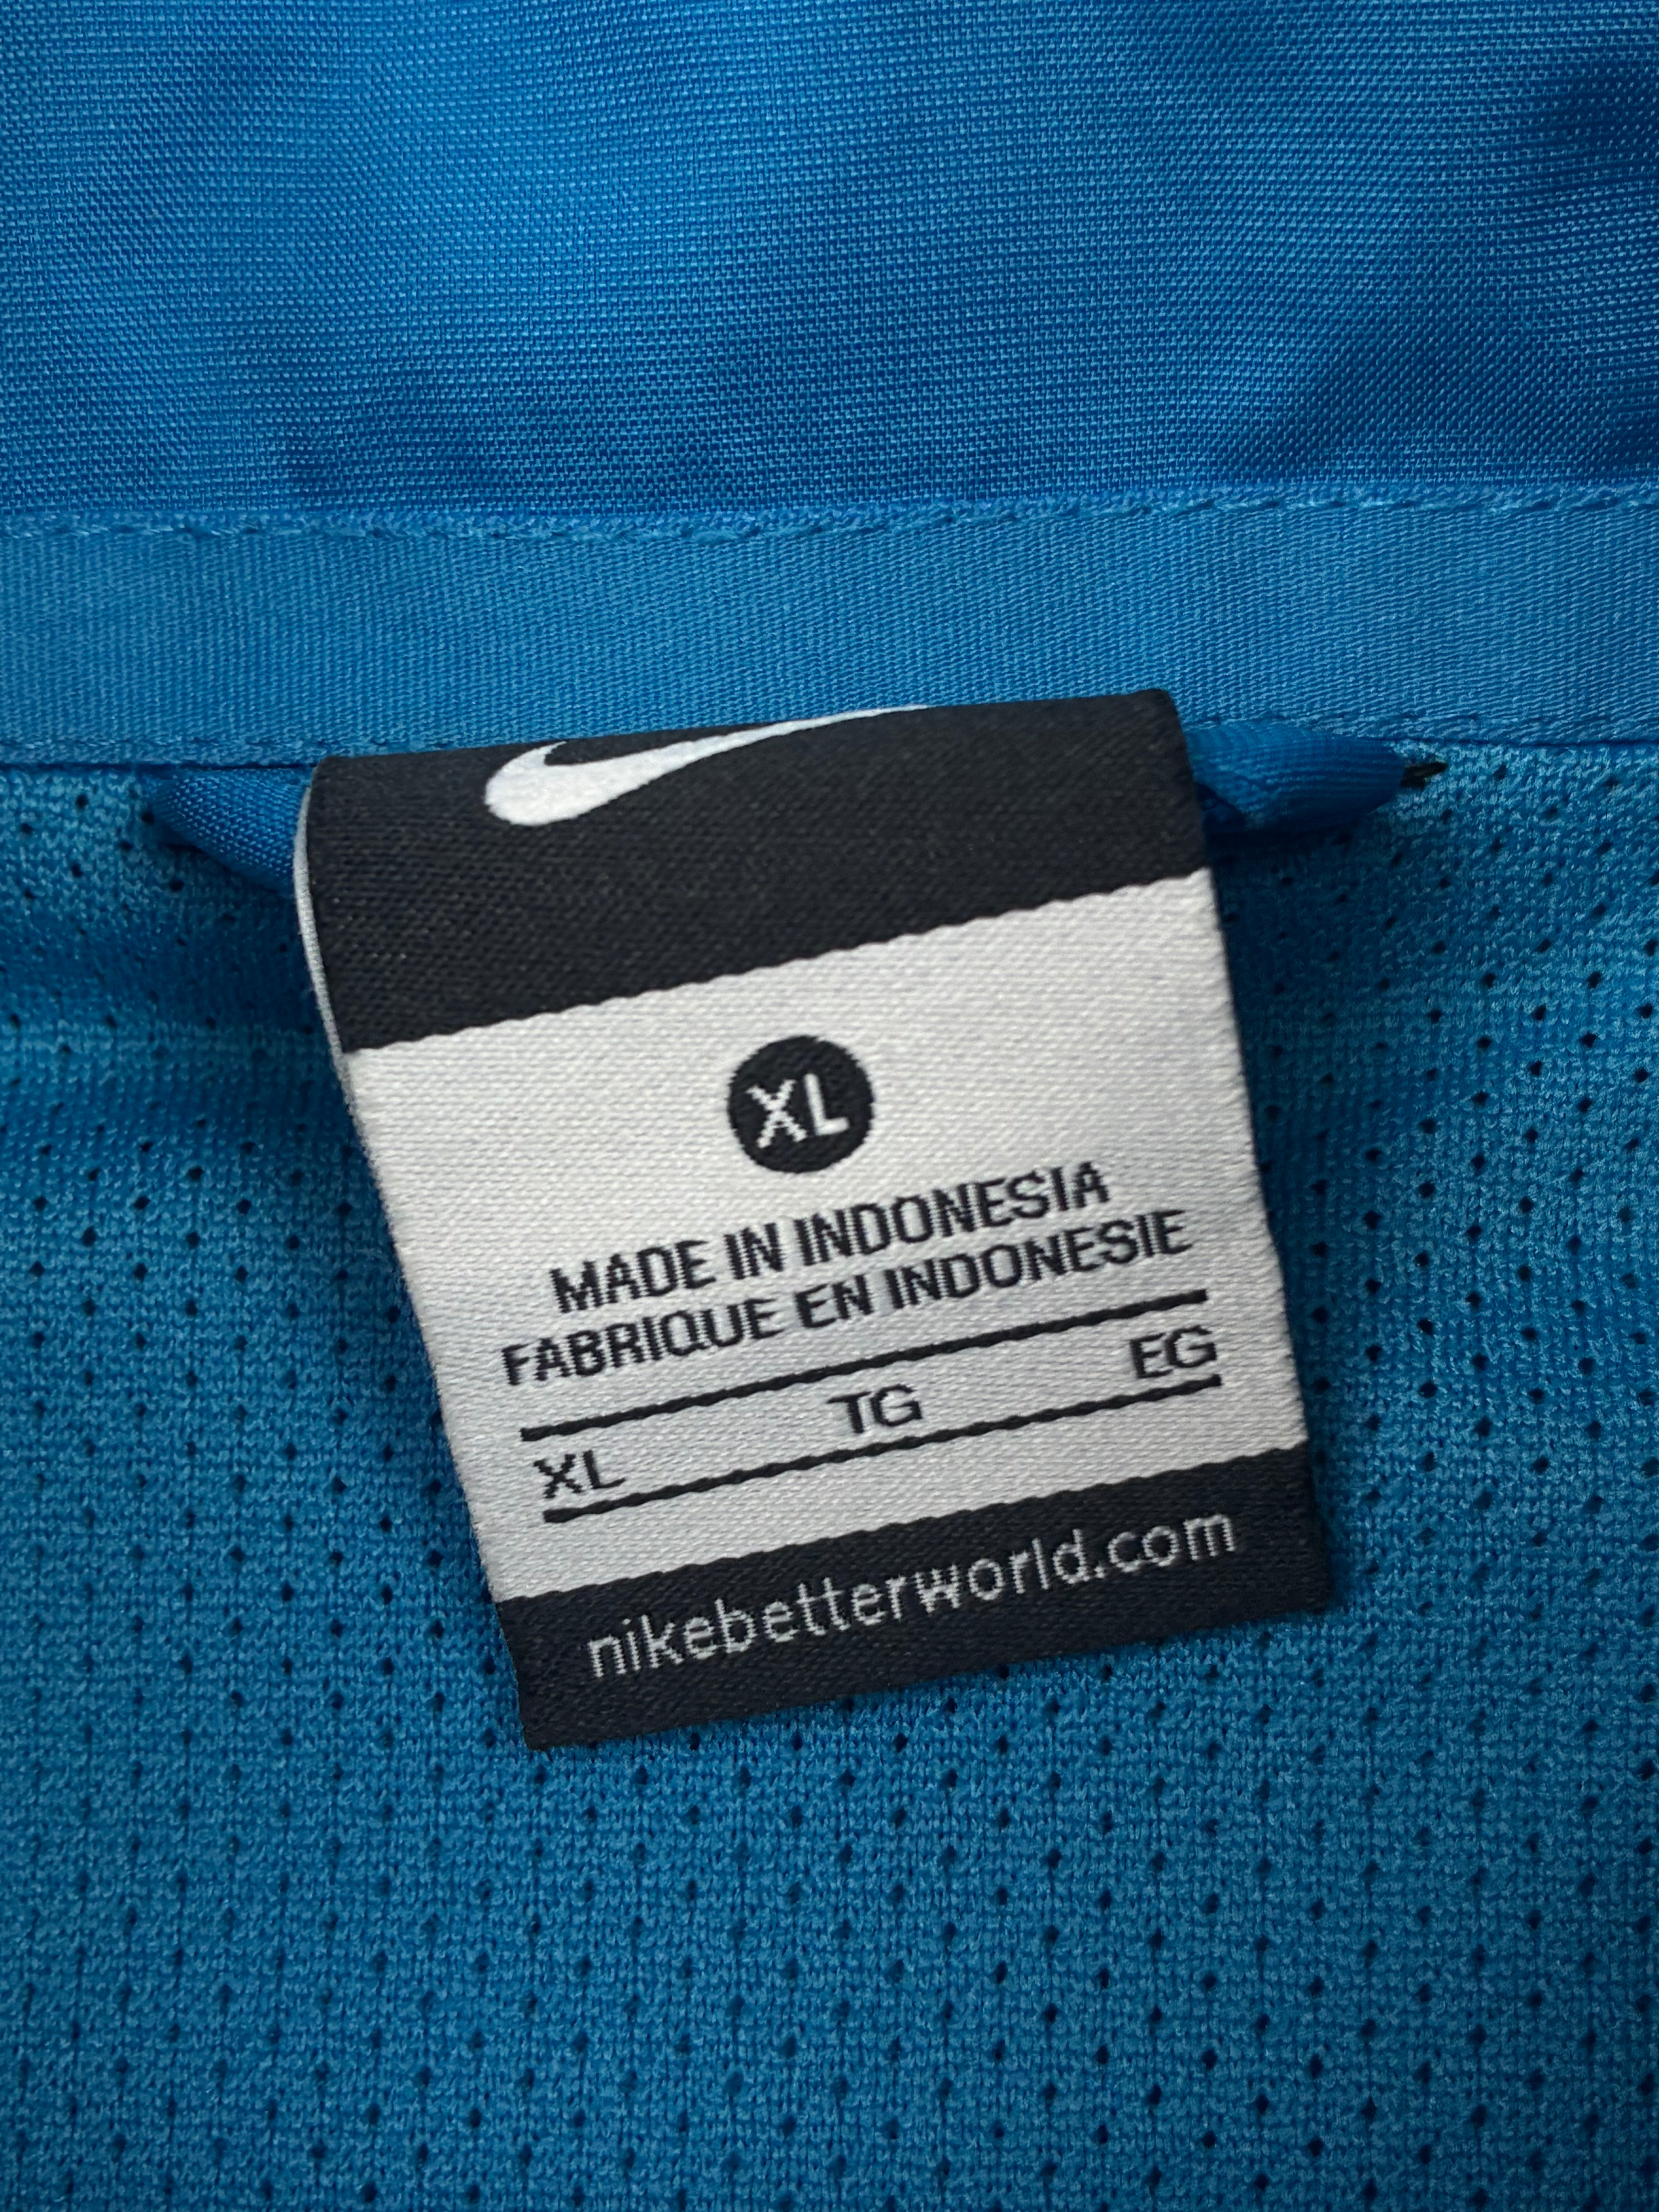 XL
MADE IN INDONESIA
FABRIQUE EN INDONESIE
XL TG EG
nikebetterworld.com